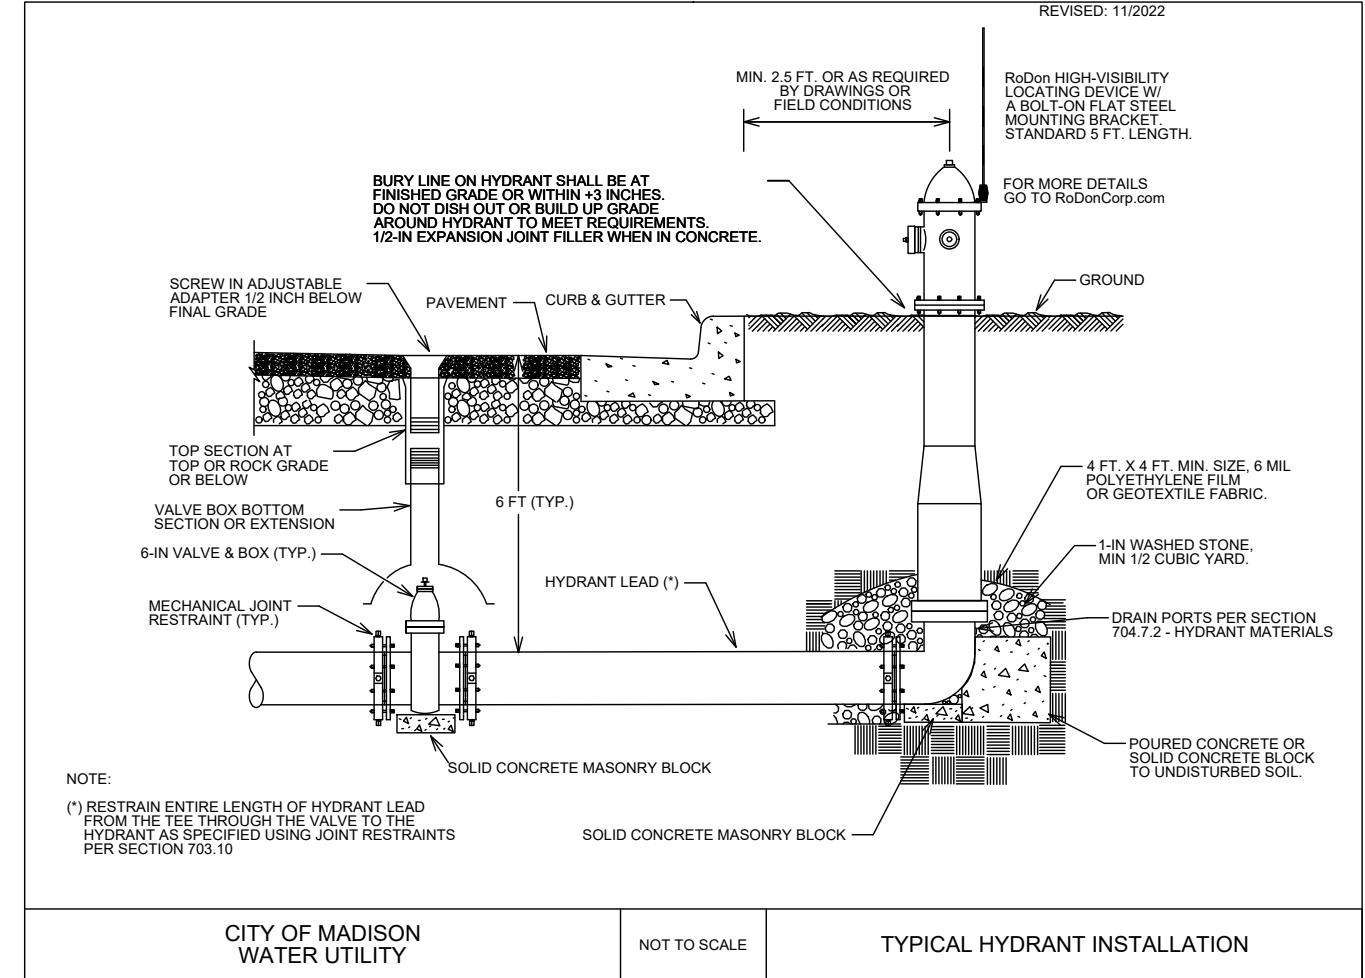 REVISED: 11/2022
MIN. 2.5 FT. OR AS REQUIRED
BY DRAWINGS OR
FIELD CONDITIONS
RoDon HIGH-VISIBILITY
LOCATING DEVICE W/
A BOLT-ON FLAT STEEL
MOUNTING BRACKET.
STANDARD 5 FT. LENGTH.
FOR MORE DETAILS
GO TO RoDonCorp.com
BURY LINE ON HYDRANT SHALL BE AT
FINISHED GRADE OR WITHIN +3 INCHES.
DO NOT DISH OUT OR BUILD UP GRADE
AROUND HYDRANT TO MEET REQUIREMENTS.
1/2-IN EXPANSION JOINT FILLER WHEN IN CONCRETE.
SCREW IN ADJUSTABLE
ADAPTER 1/2 INCH BELOW
FINAL GRADE
PAVEMENT
CURB & GUTTER
GROUND
TOP SECTION AT
TOP OR ROCK GRADE
OR BELOW
VALVE BOX BOTTOM
SECTION OR EXTENSION
6 FT (TYP.)
6-IN VALVE & BOX (TYP.)
HYDRANT LEAD (*)
MECHANICAL JOINT
RESTRAINT (TYP.)
4 FT. X 4 FT. MIN. SIZE, 6 MIL
POLYETHYLENE FILM
OR GEOTEXTILE FABRIC.
1-IN WASHED STONE,
MIN 1/2 CUBIC YARD.
DRAIN PORTS PER SECTION
704.7.2 - HYDRANT MATERIALS
POURED CONCRETE OR
SOLID CONCRETE BLOCK
TO UNDISTURBED SOIL.
SOLID CONCRETE MASONRY BLOCK
SOLID CONCRETE MASONRY BLOCK
NOTE:
(*) RESTRAIN ENTIRE LENGTH OF HYDRANT LEAD
FROM THE TEE THROUGH THE VALVE TO THE
HYDRANT AS SPECIFIED USING JOINT RESTRAINTS
PER SECTION 703.10
CITY OF MADISON
WATER UTILITY
NOT TO SCALE
TYPICAL HYDRANT INSTALLATION